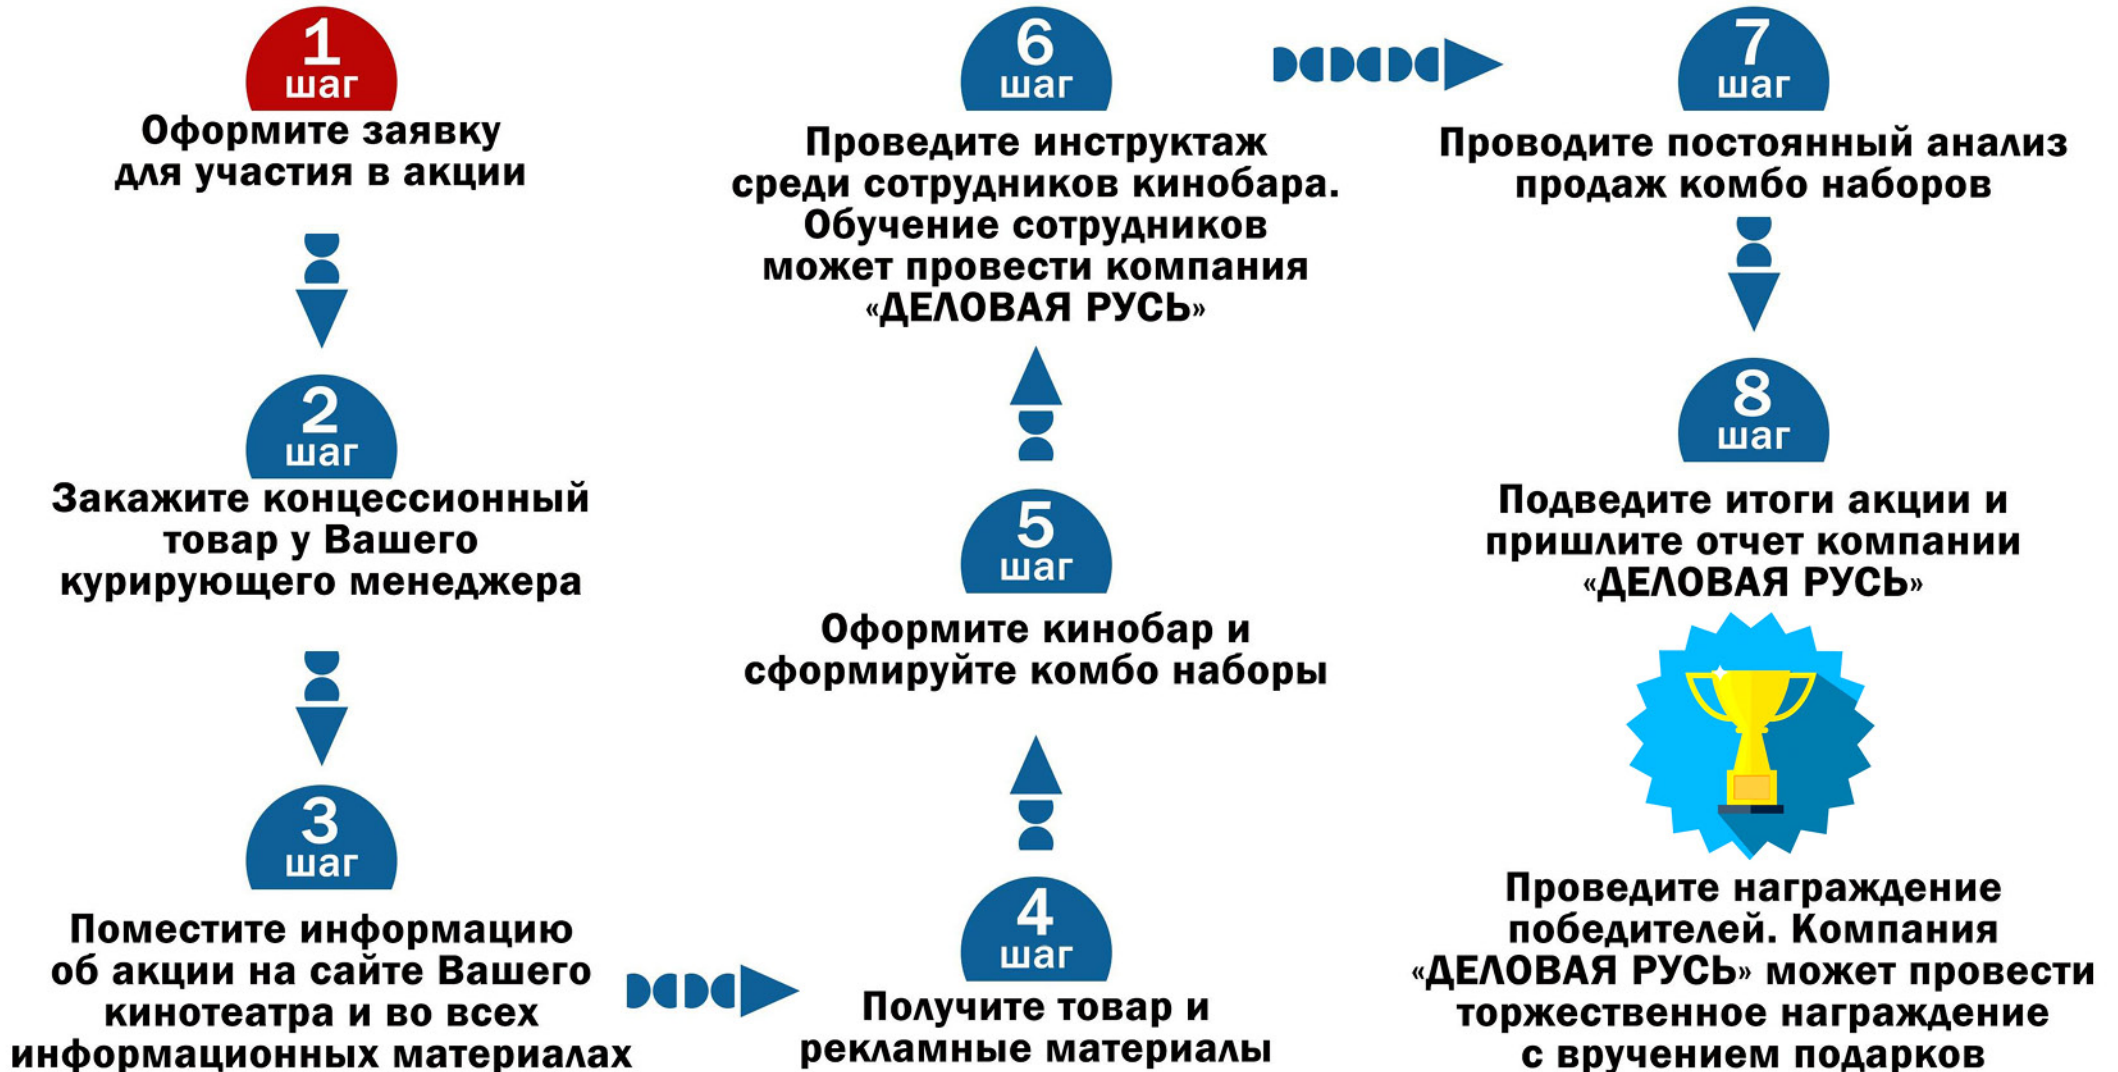 1
шаг
Оформите заявку
для участия в акции
2
шаг
Закажите концессионный
товар у Вашего
курирующего менеджера
3
шаг
Поместите информацию
об акции на сайте Вашего
кинотеатра и во всех
информационных материалах
4
шаг
Получите товар и
рекламные материалы
5
шаг
Оформите кинобар и
сформируйте комбо наборы
6
шаг
Проведите инструктаж
среди сотрудников кинобара.
Обучение сотрудников
может провести компания
«ДЕЛОВАЯ РУСЬ»
7
шаг
Проводите постоянный анализ
продаж комбо наборов
8
шаг
Подведите итоги акции и
пришлите отчет компании
«ДЕЛОВАЯ РУСЬ»
Проведите награждение
победителей. Компания
«ДЕЛОВАЯ РУСЬ» может провести
торжественное награждение
с вручением подарков